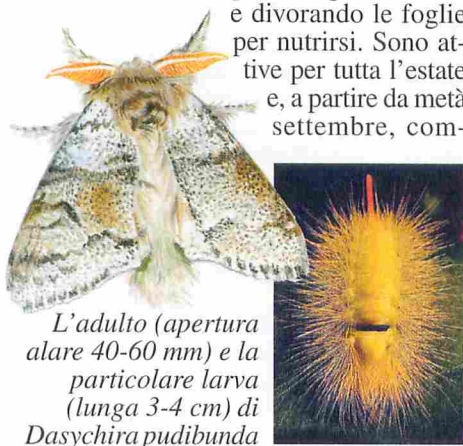 e divorando le foglie
per nutrirsi. Sono at-
tive per tutta l'estate
e, a partire da metà
settembre, com-
L'adulto (apertura
alare 40-60 mm) e la
particolare larva
(lunga 3-4 cm) di
Dasychira pudibunda